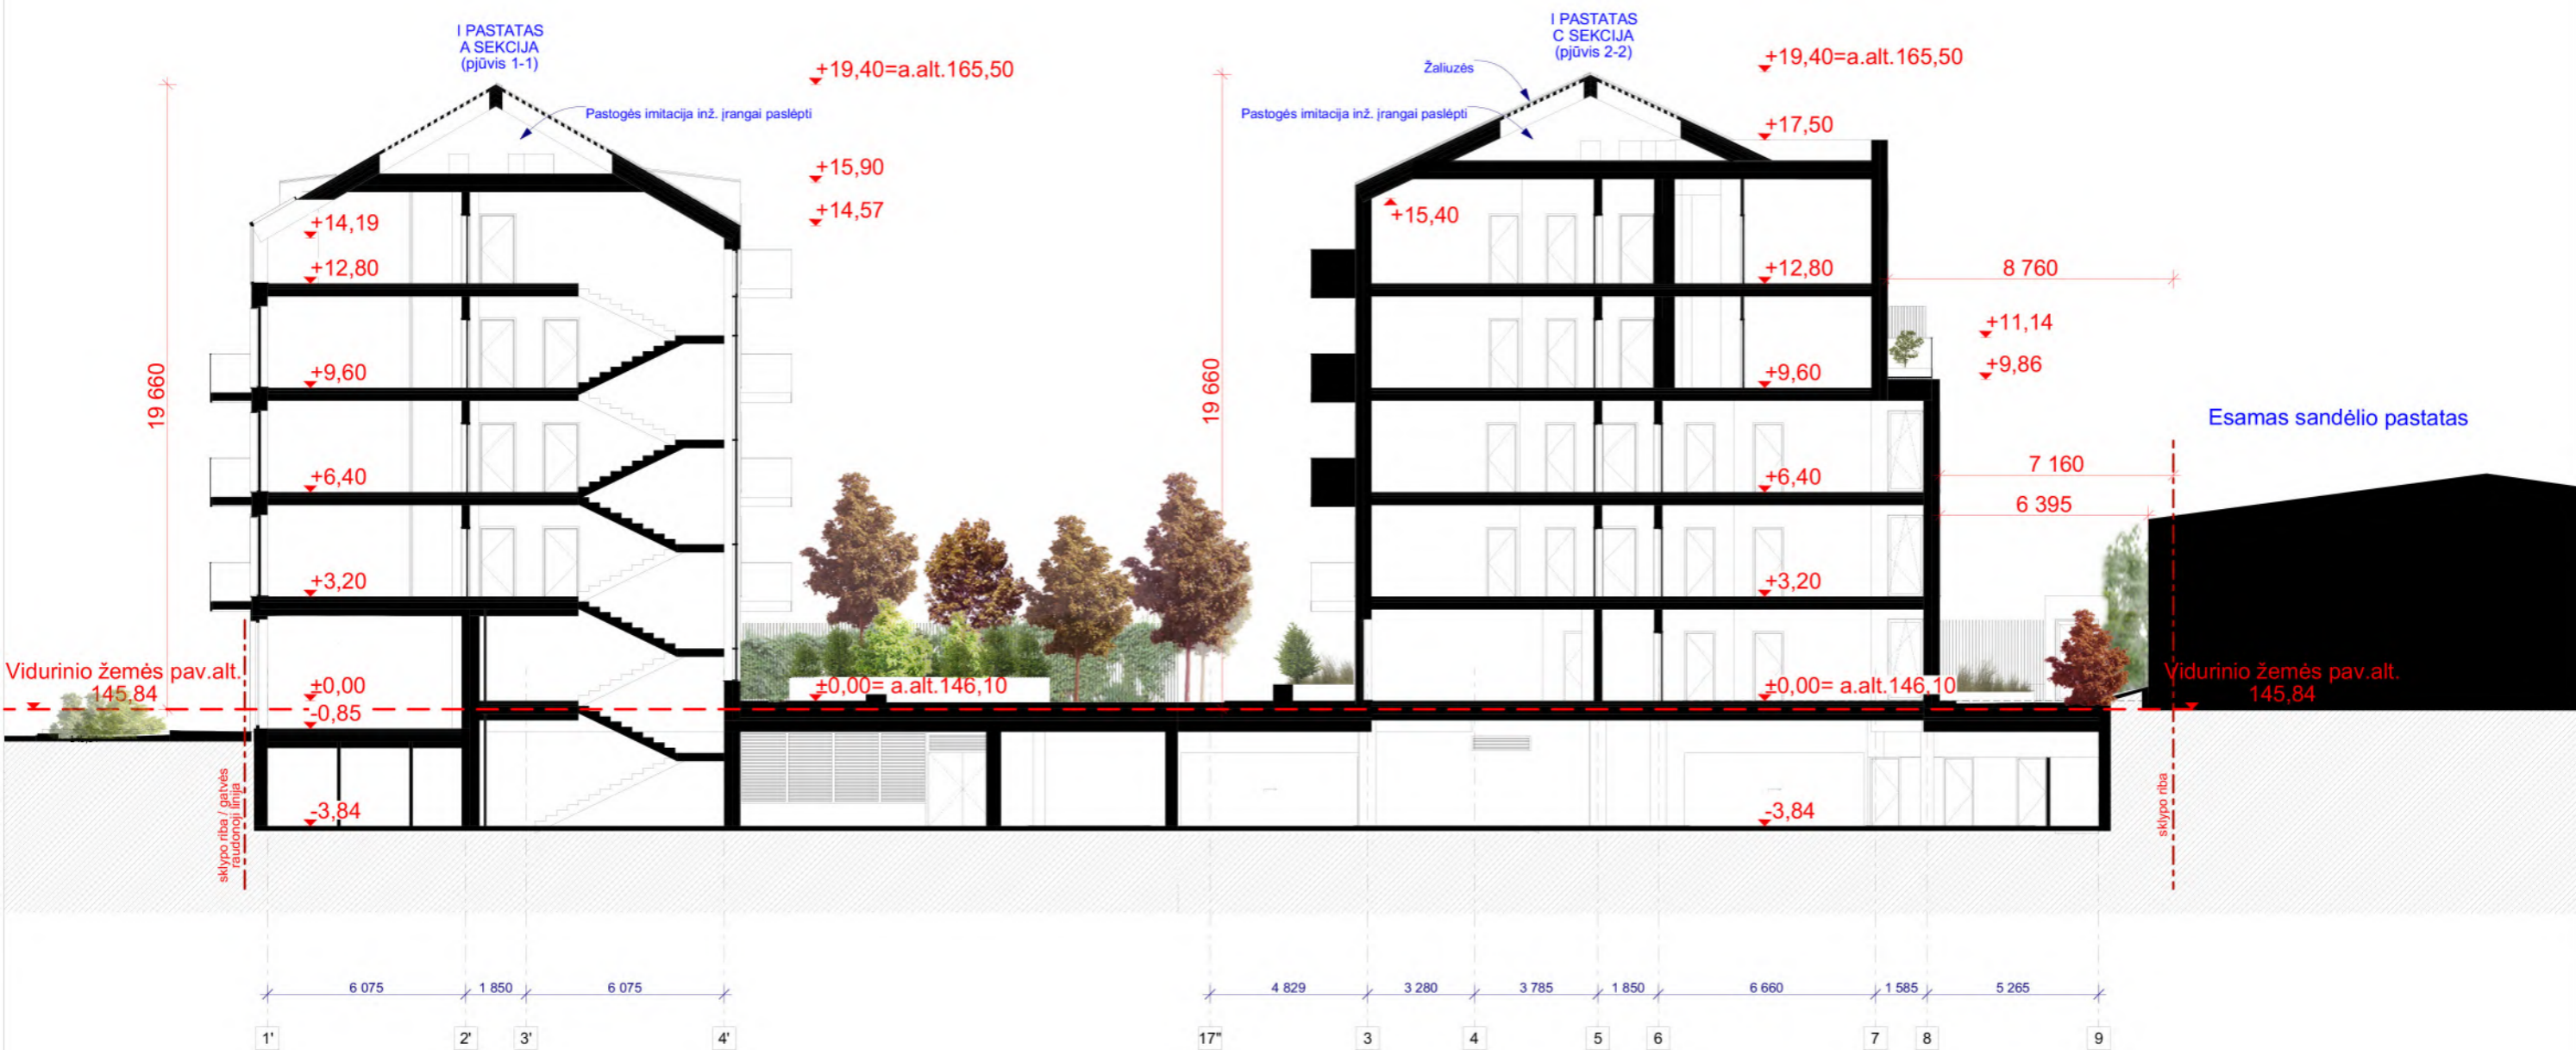 I PASTATAS
A SEKCIJA
(pjūvis 1-1)
+19,40=a.alt.165,50
Pastogės imitacija inž. įrangai paslėpti
+15,90
+14,57
+14,19
+12,80
+9,60
+6,40
+3,20
±0,00
-0,85
-3,84
19 660
Vidurinio žemės pav.alt.
145,84
sklypo riba / gatvės
raudonoji linija
±0,00= a.alt.146,10
I PASTATAS
C SEKCIJA
(pjūvis 2-2)
Žaliuzės
Pastogės imitacija inž. įrangai paslėpti
+19,40=a.alt.165,50
+17,50
+15,40
+12,80
8 760
+11,14
+9,86
+9,60
19 660
Esamas sandėlio pastatas
7 160
+6,40
6 395
+3,20
±0,00= a.alt.146,10
Vidurinio žemės pav.alt.
145,84
-3,84
sklypo riba
6 075
1 850
6 075
4 829
3 280
3 785
1 850
6 660
1 585
5 265
1'
2'
3'
4'
17"
3
4
5
6
7
8
9